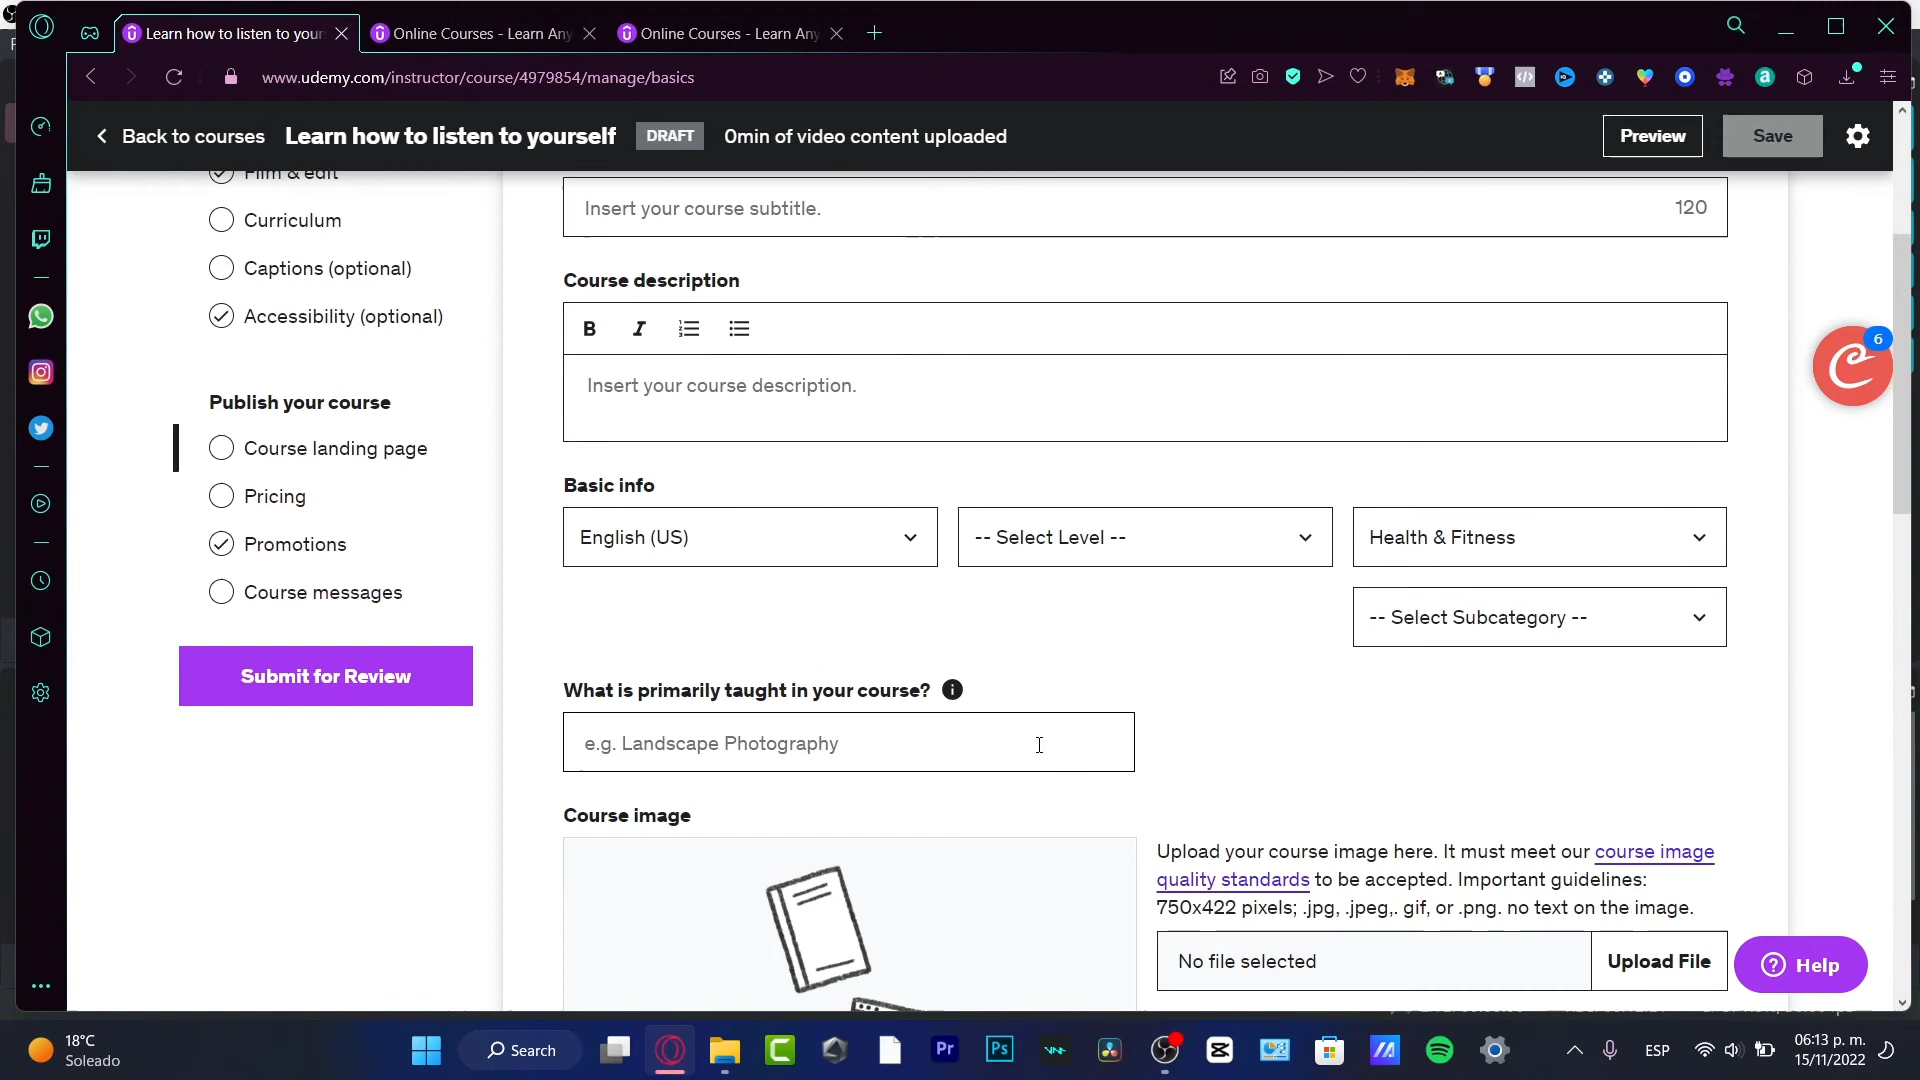 Learn how to listen to your
Online Courses - Learn Any
Online Courses - Learn Any
www.udemy.com/instructor/course/4979854/manage/basics
Back to courses
Learn how to listen to yourself
DRAFT
0min of video content uploaded
Preview
Save
Film & edit
Curriculum
Captions (optional)
Accessibility (optional)
Publish your course
Course landing page
Pricing
Promotions
Course messages
Submit for Review
Insert your course subtitle.
120
Course description
B I
Insert your course description.
Basic info
English (US)
-- Select Level --
Health & Fitness
-- Select Subcategory --
What is primarily taught in your course?
e.g. Landscape Photography
Course image
Upload your course image here. It must meet our course image
quality standards to be accepted. Important guidelines:
750x422 pixels; .jpg, .jpeg,. gif, or .png. no text on the image.
No file selected
Upload File
6
Help
18°C
Soleado
Search
Pr
Ps
ESP
06:13 p. m.
15/11/2022